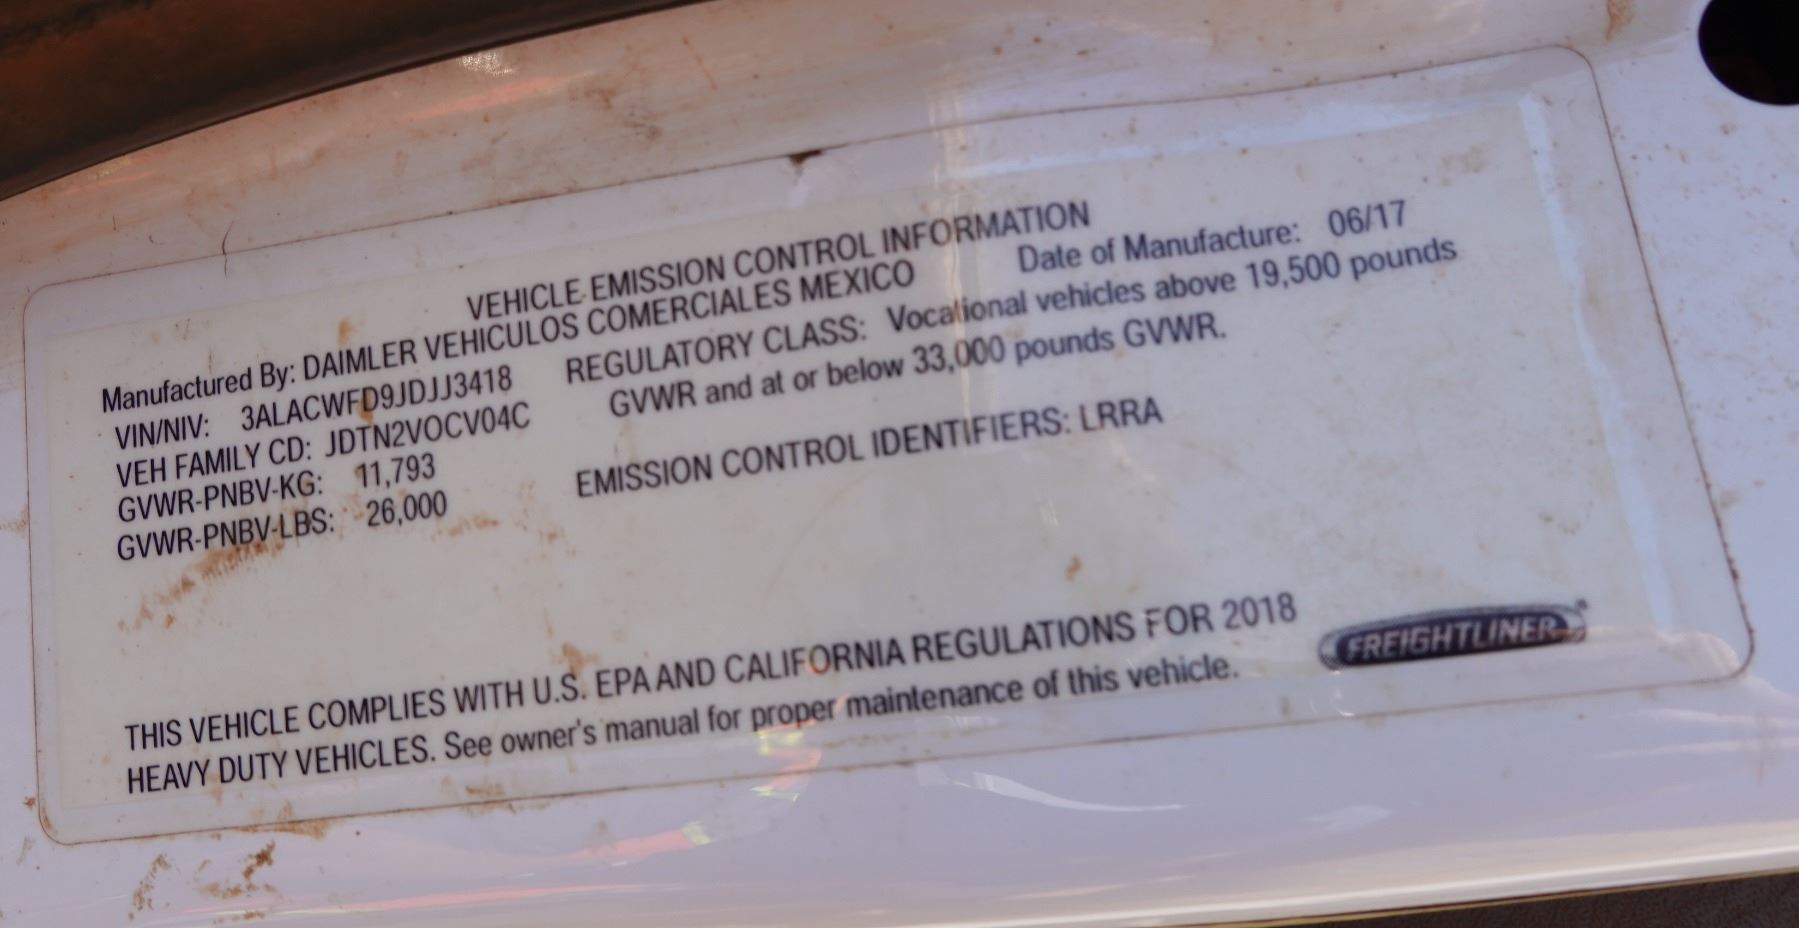 VEHICLE EMISSION CONTROL INFORMATION
Manufactured By: DAIMLER VEHICULOS COMERCIALES MEXICO Date of Manufacture: 06/17
VIN/NIV: 3ALACWFD9JDJJ3418 REGULATORY CLASS: Vocational vehicles above 19,500 pounds
VEH FAMILY CD: JDTN2VOCV04C GVWR and at or below 33,000 pounds GVWR.
GVWR-PNBV-KG: 11,793
GVWR-PNBV-LBS: 26,000 EMISSION CONTROL IDENTIFIERS: LRRA
THIS VEHICLE COMPLIES WITH U.S. EPA AND CALIFORNIA REGULATIONS FOR 2018
HEAVY DUTY VEHICLES. See owner's manual for proper maintenance of this vehicle.
FREIGHTLINER